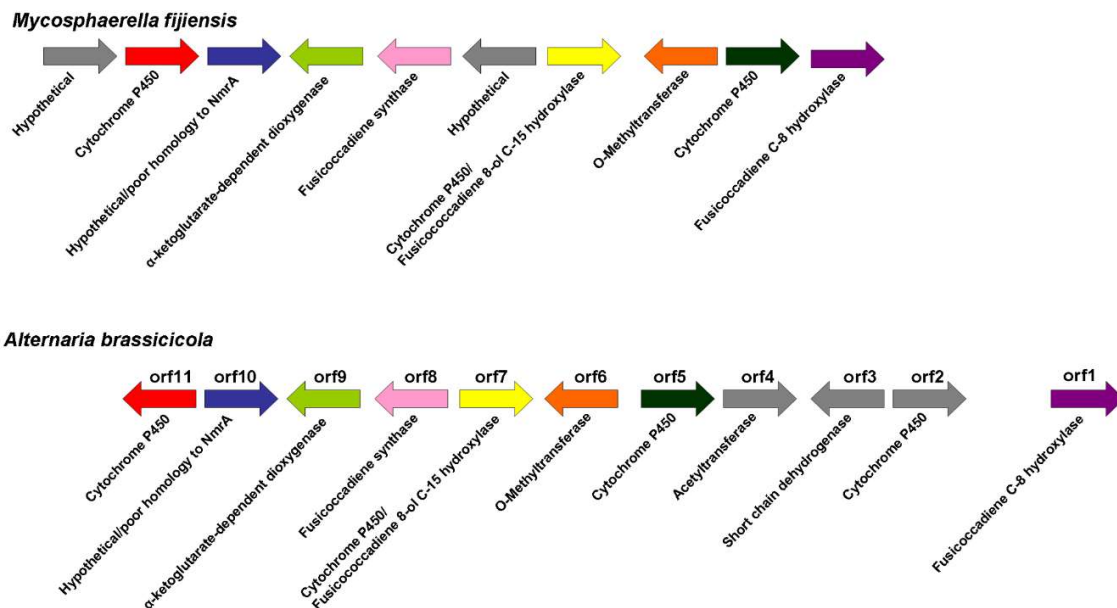 Mycosphaerella fijiensis
Hypothetical
Cytochrome P450
Hypothetical/poor homology to NmrA
α-ketoglutarate-dependent dioxygenase
Fusicoccadiene synthase
Hypothetical
Cytochrome P450/
Fusicococcadiene 8-ol C-15 hydroxylase)
O-Methyltransferase
Cytochrome P450
Fusicoccadiene C-8 hydroxylase)
Alternaria brassicicola
orf11
orf10
orf9
orf8
orf7
orf6
orf5
orf4
orf3
orf2
orf1
Cytochrome P450
Hypothetical/poor homology to NmrA
α-ketoglutarate-dependent dioxygenase
Fusicoccadiene synthase
Cytochrome P450/
Fusicococcadiene 8-ol C-15 hydroxylase)
O-Methyltransferase
Cytochrome P450
Acetyltransferase
Short chain dehydrogenase
Cytochrome P450
Fusicoccadiene C-8 hydroxylase)